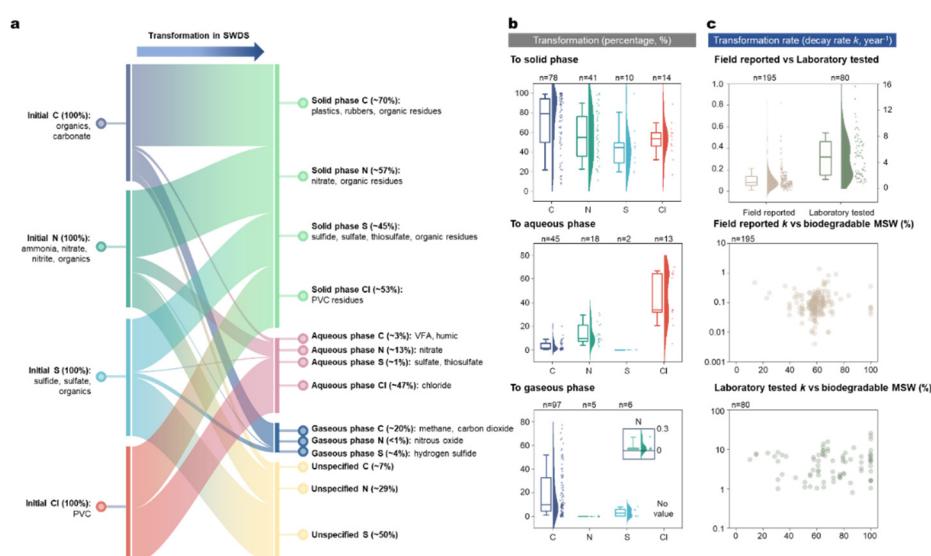 a
Transformation in SWDS
Initial C (100%):
organics,
carbonate
Initial N (100%):
ammonia, nitrate,
nitrite, organics
Initial S (100%):
sulfide, sulfate,
organics
Initial Cl (100%):
PVC
Solid phase C (~70%):
plastics, rubbers, organic residues
Solid phase N (~57%):
nitrate, organic residues
Solid phase S (~45%):
sulfide, sulfate, thiosulfate, organic residues
Solid phase Cl (~53%):
PVC residues
Aqueous phase C (~3%): VFA, humic
Aqueous phase N (~13%): nitrate
Aqueous phase S (~1%): sulfate, thiosulfate
Aqueous phase Cl (~47%): chloride
Gaseous phase C (~20%): methane, carbon dioxide
Gaseous phase N (<1%): nitrous oxide
Gaseous phase S (~4%): hydrogen sulfide
Unspecified C (~7%)
Unspecified N (~29%)
Unspecified S (~50%)
b
Transformation (percentage, %)
To solid phase
n=78 n=41 n=10 n=14
100
80
60
40
20
0
C N S Cl
To aqueous phase
n=45 n=18 n=2 n=13
80
60
40
20
0
C N S Cl
To gaseous phase
n=97 n=5 n=6
80
60
40
20
0
N
0.3
0
No
value
C N S Cl
c
Transformation rate (decay rate k, year⁻¹)
Field reported vs Laboratory tested
n=195 n=80
1.0
0.8
0.6
0.4
0.2
0
16
12
8
4
0
Field reported Laboratory tested
Field reported k vs biodegradable MSW (%)
n=195
10
1
0.1
0.01
0.001
0 20 40 60 80 100
Laboratory tested k vs biodegradable MSW (%)
n=80
100
10
1
0.1
0 20 40 60 80 100